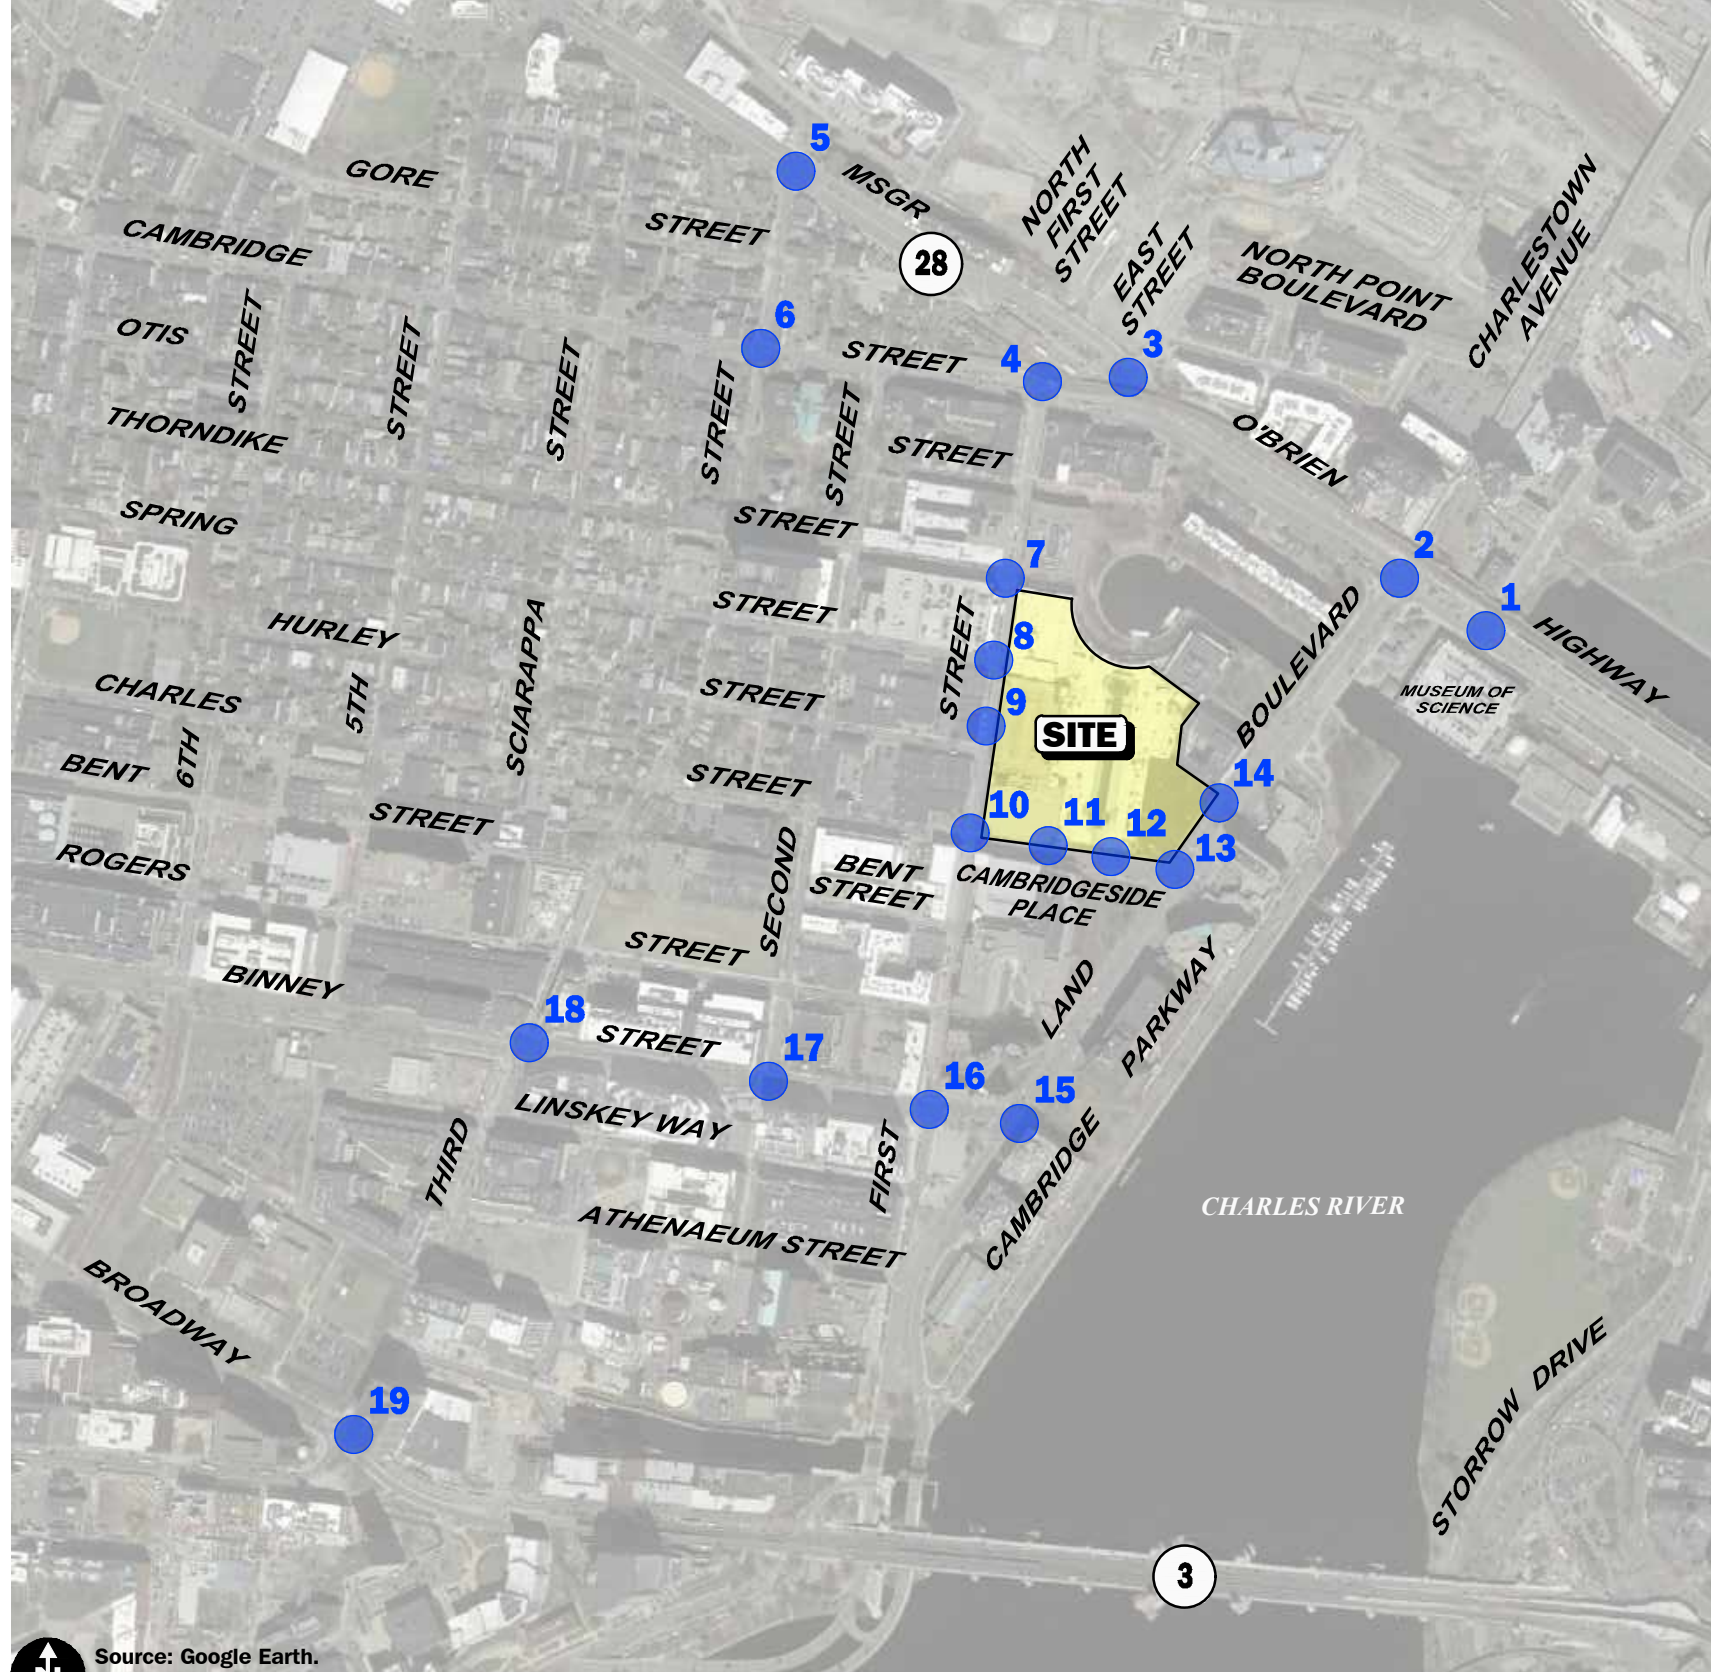 5
GORE
MSGR
NORTH
FIRST
STREET
CHARLESTOWN
AVENUE
CAMBRIDGE
STREET
28
EAST
STREET
NORTH POINT
BOULEVARD
OTIS
STREET
STREET
STREET
6
STREET
4
3
THORNDIKE
STREET
STREET
STREET
O'BRIEN
SPRING
STREET
7
2
1
HIGHWAY
HURLEY
SCIARAPPA
STREET
STREET
8
BOULEVARD
MUSEUM OF
SCIENCE
CHARLES
5TH
STREET
9
SITE
BENT
6TH
STREET
14
STREET
10
11
12
13
ROGERS
SECOND
BENT
STREET
CAMBRIDGESIDE
PLACE
STREET
BINNEY
LAND
PARKWAY
18
STREET
17
16
15
LINSKEY WAY
THIRD
FIRST
CAMBRIDGE
CHARLES RIVER
ATHENAEUM STREET
BROADWAY
STORROW DRIVE
19
3
Source: Google Earth.